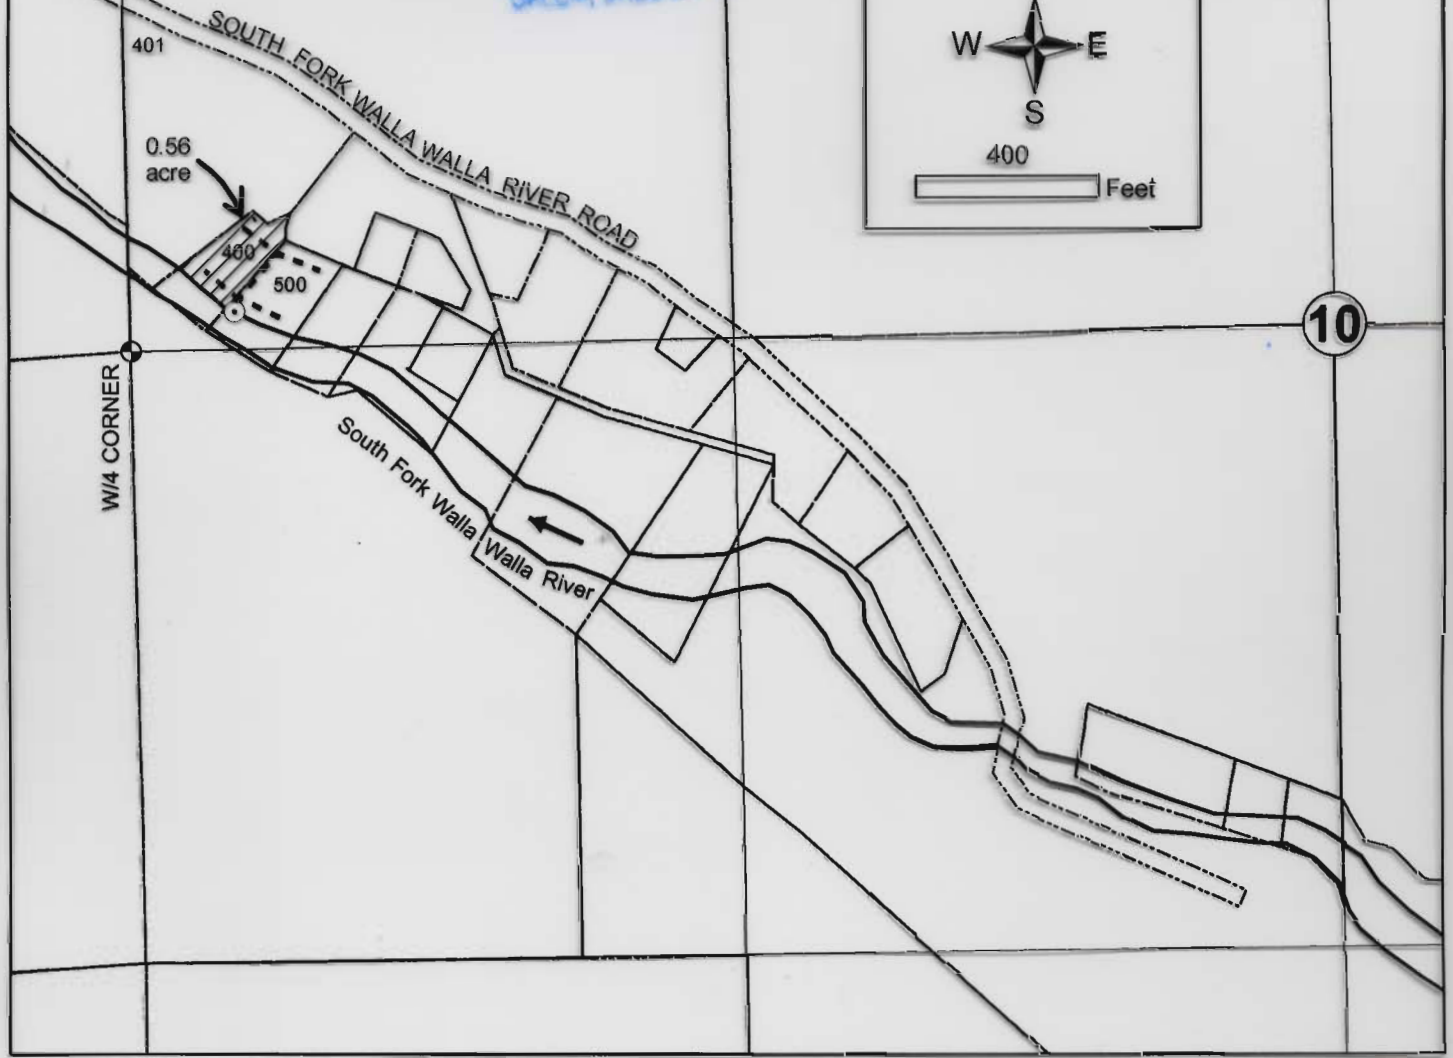 SOUTH FORK WALLA WALLA RIVER ROAD
401
W E
S
400
Feet
0.56
acre
400
500
10
W/4 CORNER
South Fork Walla Walla River